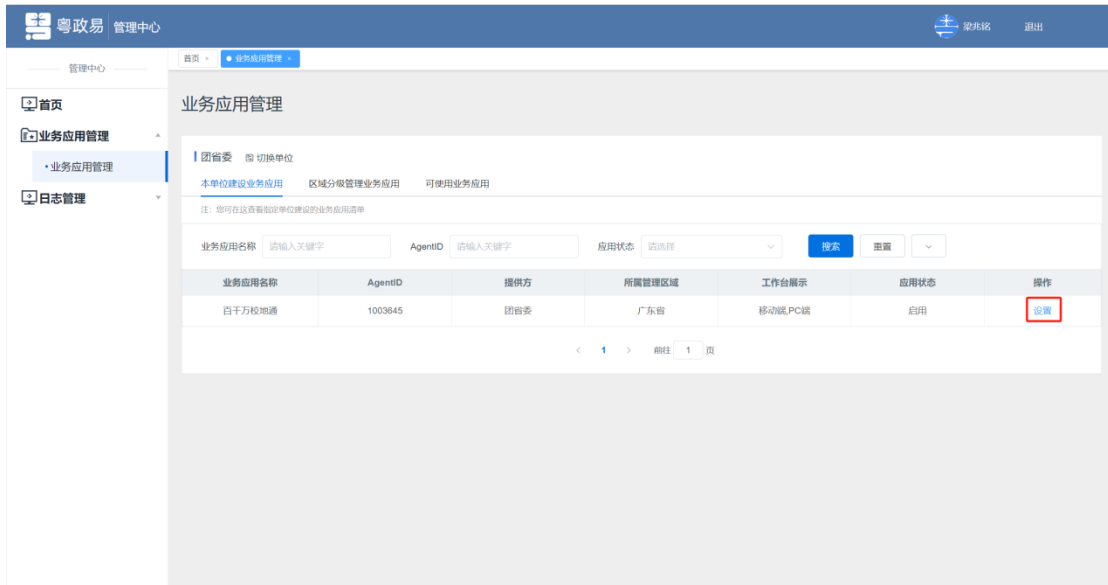 粤政易 管理中心
梁兆铭 退出
管理中心
首页 ×
业务应用管理 ×
首页
业务应用管理
•业务应用管理
日志管理
业务应用管理
团省委 切换单位
本单位建设业务应用 区域分级管理业务应用 可使用业务应用
注：您可在这查看指定单位建设的业务应用清单
业务应用名称 请输入关键字 AgentID 请输入关键字 应用状态 请选择 搜索 重置
业务应用名称 AgentID 提供方 所属管理区域 工作台展示 应用状态 操作
百千万校地通 1003645 团省委 广东省 移动端,PC端 启用 设置
< 1 > 前往 1 页